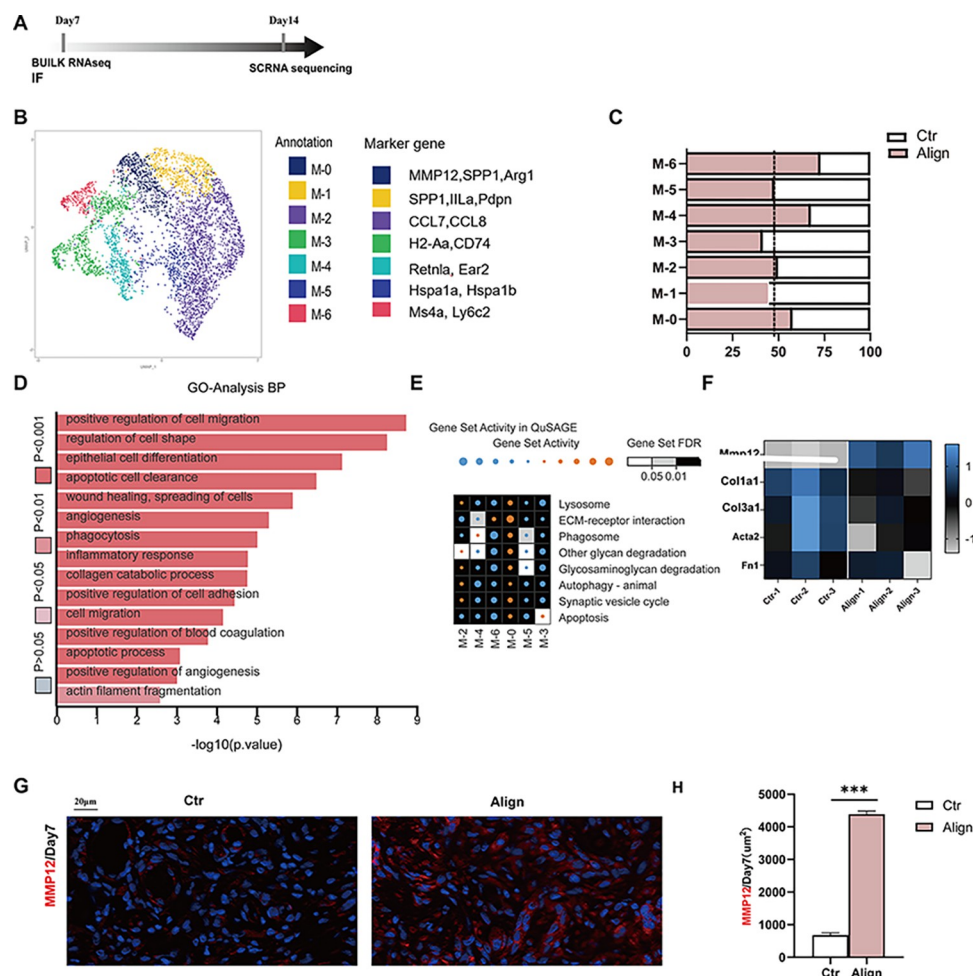 A
Day7
Day14
BUILK RNAseq
IF
SCRNA sequencing
B
Annotation
M-0
M-1
M-2
M-3
M-4
M-5
M-6
Marker gene
MMP12,SPP1,Arg1
SPP1,IILa,Pdpn
CCL7,CCL8
H2-Aa,CD74
Retnla, Ear2
Hspa1a, Hspa1b
Ms4a, Ly6c2
UMAP_1
C
Ctr
Align
M-6
M-5
M-4
M-3
M-2
M-1
M-0
0 25 50 75 100
D
GO-Analysis BP
P<0.001
P<0.01
P<0.05
P>0.05
positive regulation of cell migration
regulation of cell shape
epithelial cell differentiation
apoptotic cell clearance
wound healing, spreading of cells
angiogenesis
phagocytosis
inflammatory response
collagen catabolic process
positive regulation of cell adhesion
cell migration
positive regulation of blood coagulation
apoptotic process
positive regulation of angiogenesis
actin filament fragmentation
0 1 2 3 4 5 6 7 8 9
-log10(p.value)
E
Gene Set Activity in QuSAGE
Gene Set Activity
Gene Set FDR
0.05 0.01
Lysosome
ECM-receptor interaction
Phagosome
Other glycan degradation
Glycosaminoglycan degradation
Autophagy - animal
Synaptic vesicle cycle
Apoptosis
M-2 M-4 M-6 M-0 M-5 M-3
F
Mmp12
Col1a1
Col3a1
Acta2
Fn1
Ctr-1 Ctr-2 Ctr-3 Align-1 Align-2 Align-3
1
0
-1
G
20μm
Ctr
Align
MMP12/Day7
H
MMP12/Day7(um²)
5000
4000
3000
2000
1000
0
***
Ctr Align
Ctr
Align